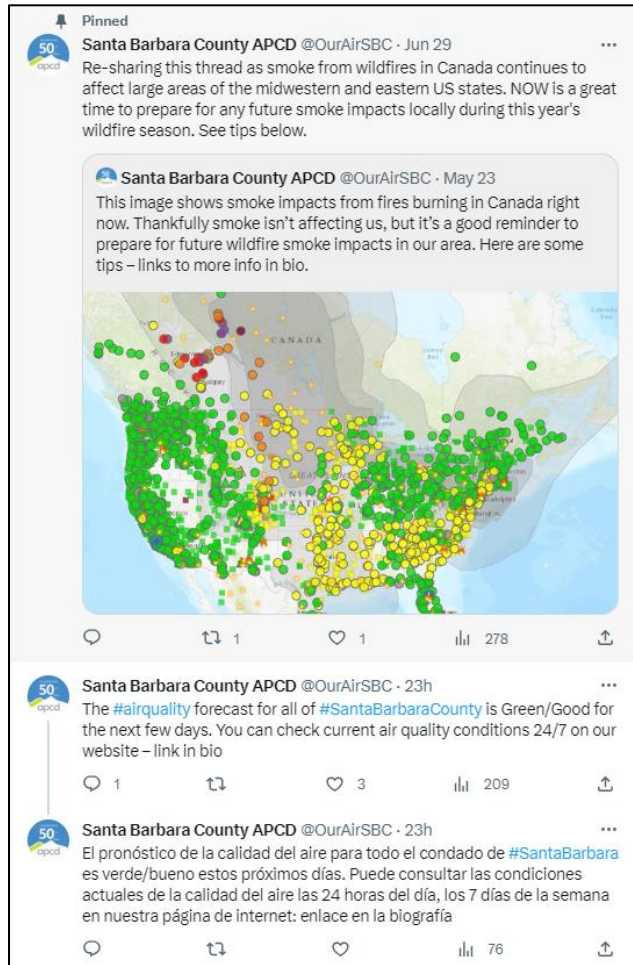 Pinned
50
apcd
Santa Barbara County APCD @OurAirSBC · Jun 29
Re-sharing this thread as smoke from wildfires in Canada continues to
affect large areas of the midwestern and eastern US states. NOW is a great
time to prepare for any future smoke impacts locally during this year's
wildfire season. See tips below.
Santa Barbara County APCD @OurAirSBC · May 23
This image shows smoke impacts from fires burning in Canada right
now. Thankfully smoke isn’t affecting us, but it’s a good reminder to
prepare for future wildfire smoke impacts in our area. Here are some
tips – links to more info in bio.
CANADA
1 1 278
50
apcd
Santa Barbara County APCD @OurAirSBC · 23h
The #airquality forecast for all of #SantaBarbaraCounty is Green/Good for
the next few days. You can check current air quality conditions 24/7 on our
website – link in bio
1 3 209
50
apcd
Santa Barbara County APCD @OurAirSBC · 23h
El pronóstico de la calidad del aire para todo el condado de #SantaBarbara
es verde/bueno estos próximos días. Puede consultar las condiciones
actuales de la calidad del aire las 24 horas del día, los 7 días de la semana
en nuestra página de internet: enlace en la biografía
76